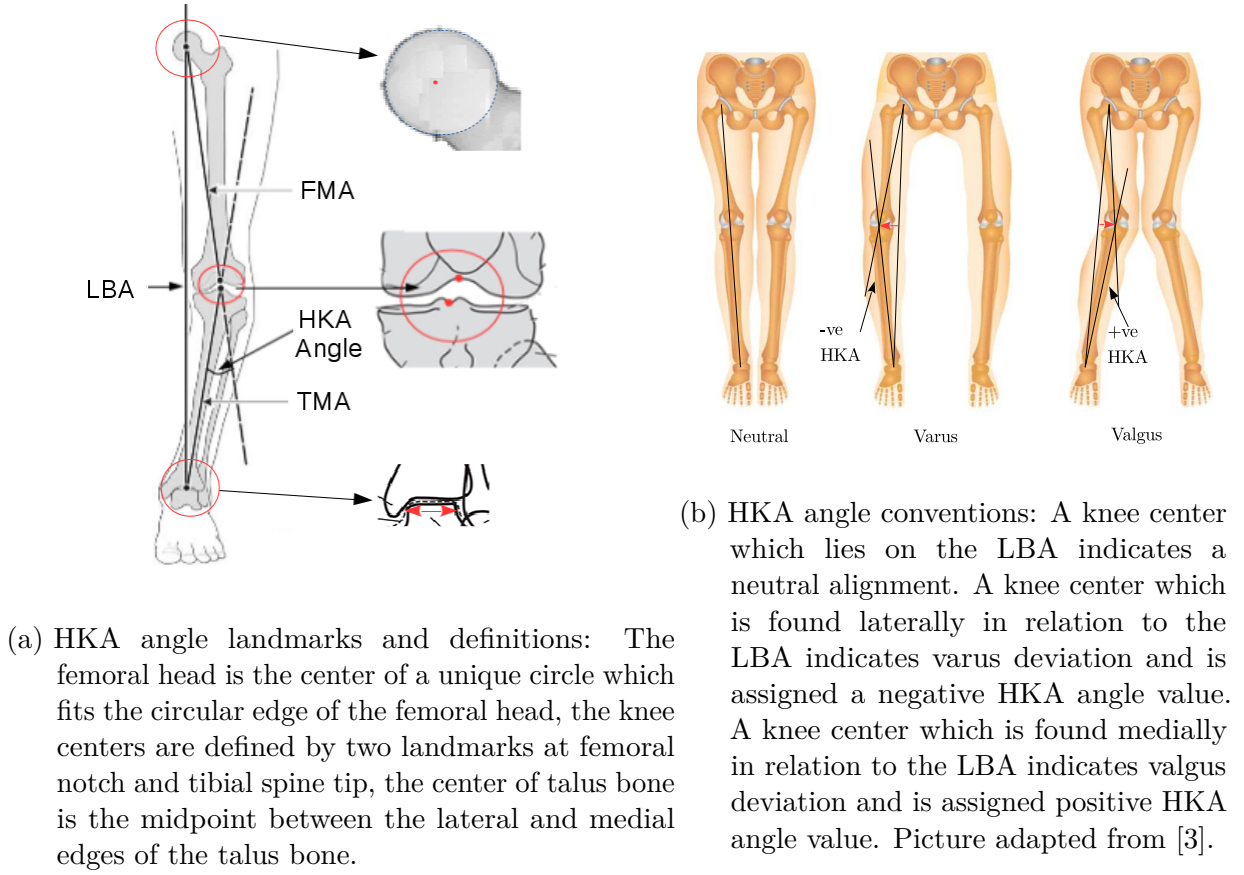 FMA
LBA
HKA
Angle
TMA
-ve
HKA
+ve
HKA
Neutral
Varus
Valgus
(a) HKA angle landmarks and definitions: The
femoral head is the center of a unique circle which
fits the circular edge of the femoral head, the knee
centers are defined by two landmarks at femoral
notch and tibial spine tip, the center of talus bone
is the midpoint between the lateral and medial
edges of the talus bone.
(b) HKA angle conventions: A knee center
which lies on the LBA indicates a
neutral alignment. A knee center which
is found laterally in relation to the
LBA indicates varus deviation and is
assigned a negative HKA angle value.
A knee center which is found medially
in relation to the LBA indicates valgus
deviation and is assigned positive HKA
angle value. Picture adapted from [3].